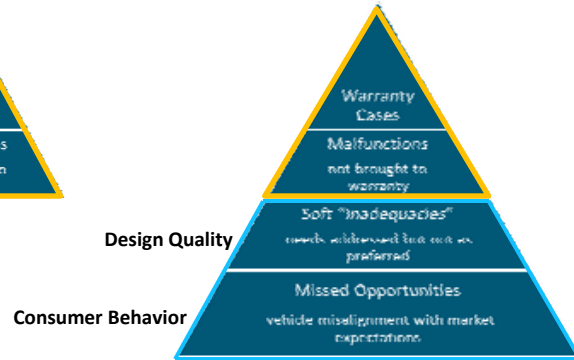 Warranty
Cases
s
Malfunctions
not brought to
warranty
Soft "Inadequacies"
Design Quality
needs addressed but not as
preferred
Missed Opportunities
Consumer Behavior
vehicle misalignment with market
expectations